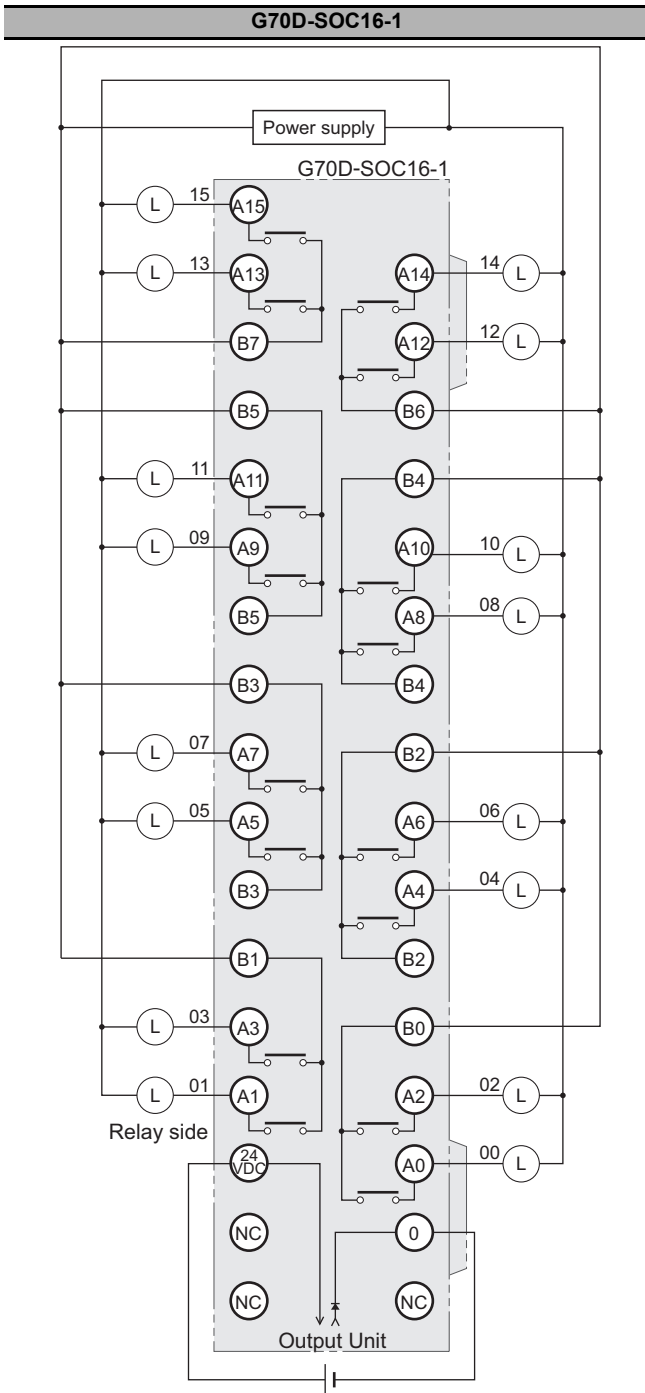 G70D-SOC16-1
Power supply
G70D-SOC16-1
L 15 A15
L 13 A13 A14 14 L
B7 A12 12 L
B5 B6
L 11 A11 B4
L 09 A9 A10 10 L
B5 A8 08 L
B3 B4
L 07 A7 B2
L 05 A5 A6 06 L
B3 A4 04 L
B1 B2
L 03 A3 B0
L 01 A1 A2 02 L
Relay side
24 VDC A0 00 L
NC 0
NC NC
Output Unit